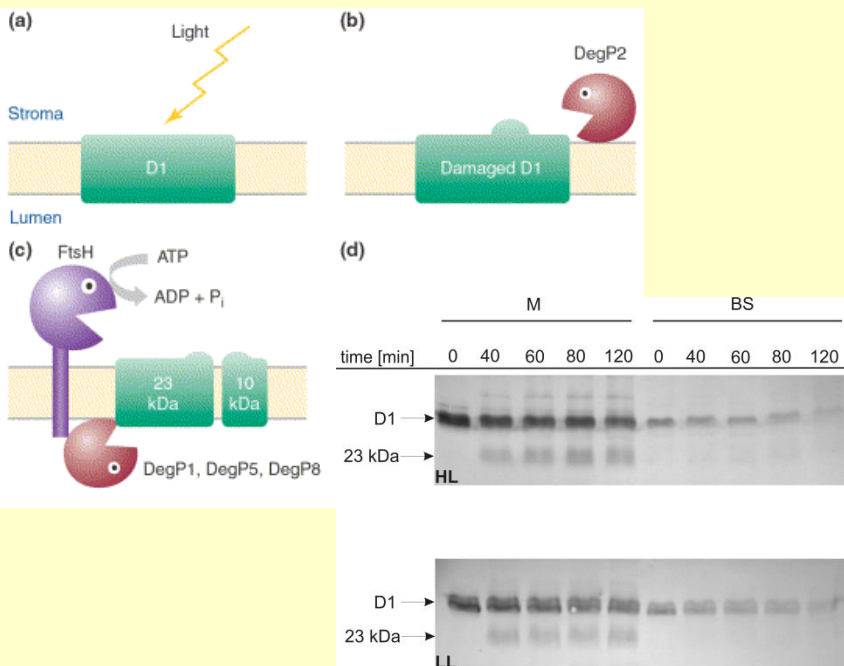 (a)
Light
Stroma
D1
Lumen
(b)
DegP2
Damaged D1
(c)
FtsH
ATP
ADP + Pi
23 kDa
10 kDa
DegP1, DegP5, DegP8
(d)
M BS
time [min] 0 40 60 80 120 0 40 60 80 120
D1
23 kDa
HL
D1
23 kDa
LL